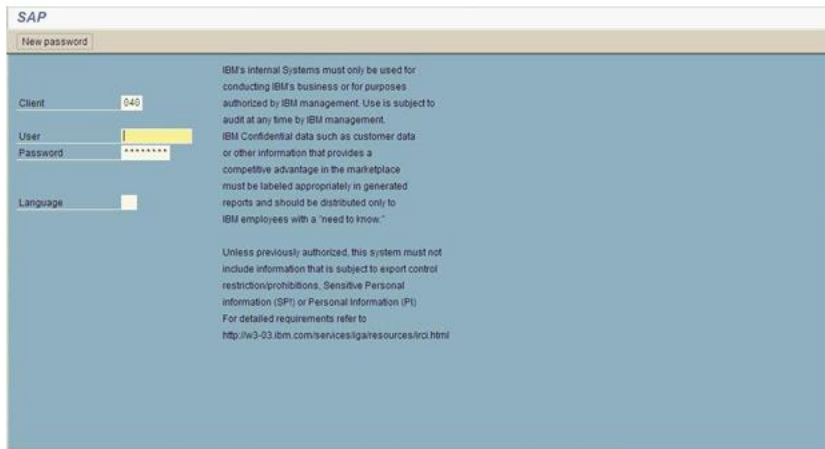 SAP
New password
Client 040
User
Password ********
Language
IBM's internal Systems must only be used for
conducting IBM's business or for purposes
authorized by IBM management. Use is subject to
audit at any time by IBM management.
IBM Confidential data such as customer data
or other information that provides a
competitive advantage in the marketplace
must be labeled appropriately in generated
reports and should be distributed only to
IBM employees with a "need to know."
Unless previously authorized, this system must not
include information that is subject to export control
restriction/prohibitions, Sensitive Personal
information (SPI) or Personal Information (PI)
For detailed requirements refer to
http://w3-03.ibm.com/services/iga/resources/irci.html